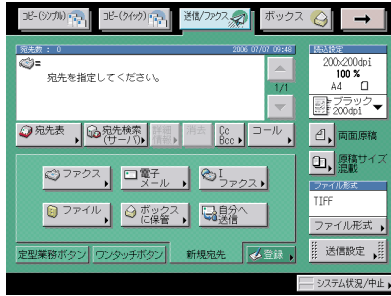 コピー(シンプル)
コピー(クイック)
送信/ファクス
ボックス
宛先数 : 0
2006 07/07 09:48
宛先を指定してください。
1/1
宛先表
宛先検索
(サーバ)
詳細
情報
消去
Cc
Bcc
コール
ファクス
電子
メール
I
ファクス
ファイル
ボックス
に保管
自分へ
送信
定型業務ボタン
ワンタッチボタン
新規宛先
登録
読込設定
200×200dpi
100 %
A4
ブラック
200dpi
両面原稿
原稿サイズ
混載
ファイル形式
TIFF
ファイル形式
送信設定
システム状況/中止